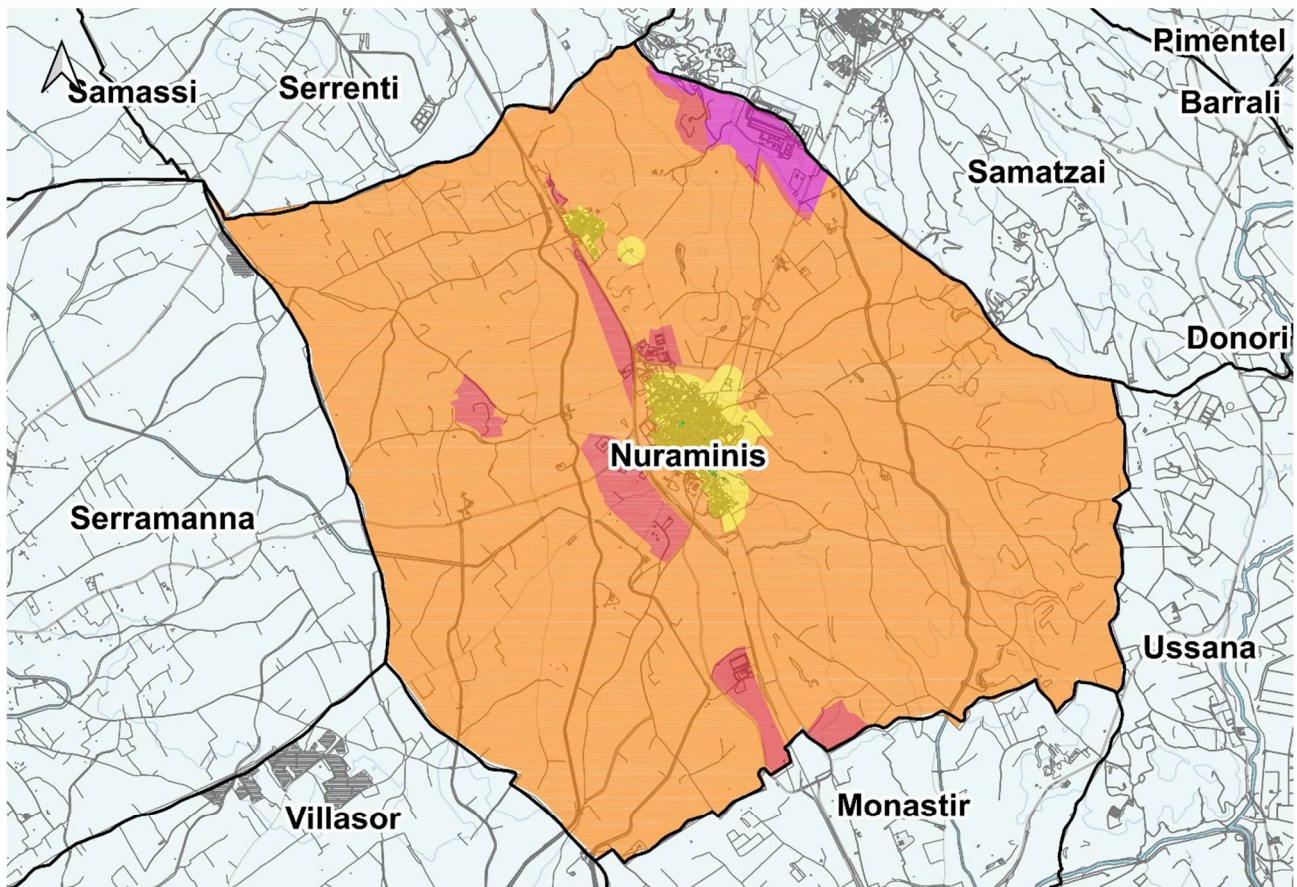 Pimentel
Samassi
Serrenti
Barrali
Samatzai
Donori
Nuraminis
Serramanna
Ussana
Villasor
Monastir